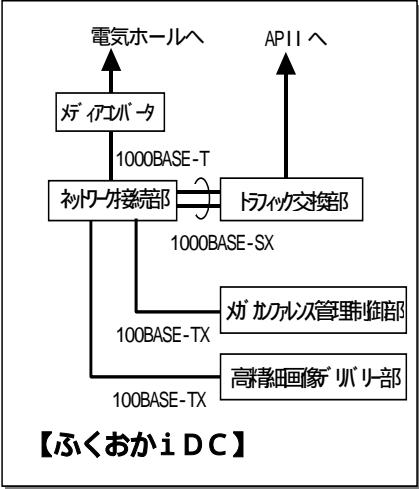 電気ホールへ
APIIへ
メディアコンバータ
1000BASE-T
ネットワーク接続部
トラフィック交換部
1000BASE-SX
メガカンファレンス管理制御部
100BASE-TX
高精細画像デリバリー部
100BASE-TX
【ふくおかｉＤＣ】